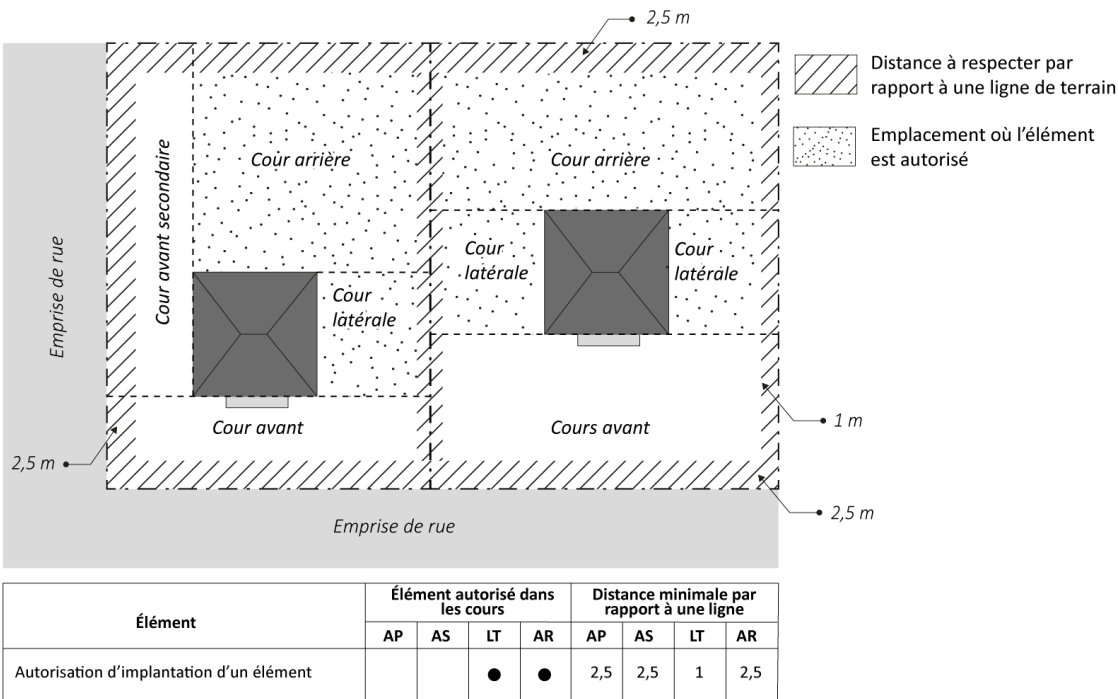 2,5 m
Distance à respecter par
rapport à une ligne de terrain
Emplacement où l'élément
est autorisé
Emprise de rue
Cour avant secondaire
Cour arrière
Cour
latérale
Cour avant
2,5 m
Cour arrière
Cour
latérale
Cour
latérale
Cours avant
1 m
2,5 m
Emprise de rue
Élément
Élément autorisé dans
les cours
Distance minimale par
rapport à une ligne
AP AS LT AR AP AS LT AR
Autorisation d'implantation d'un élément ● ● 2,5 2,5 1 2,5